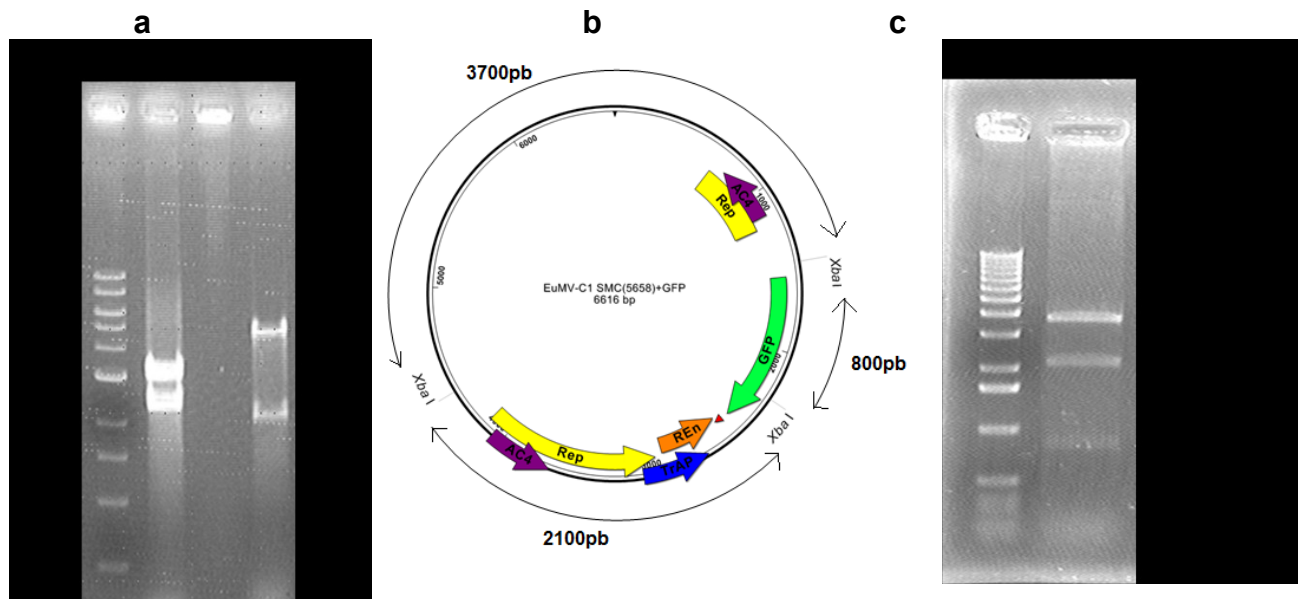 a
b
c
3700pb
6000
1000
AC4
Rep
XbaI
5000
EuMV-C1 SMC(5658)+GFP
6616 bp
GFP
2000
800pb
XbaI
XbaI
REn
TrAP
Rep
AC4
2100pb